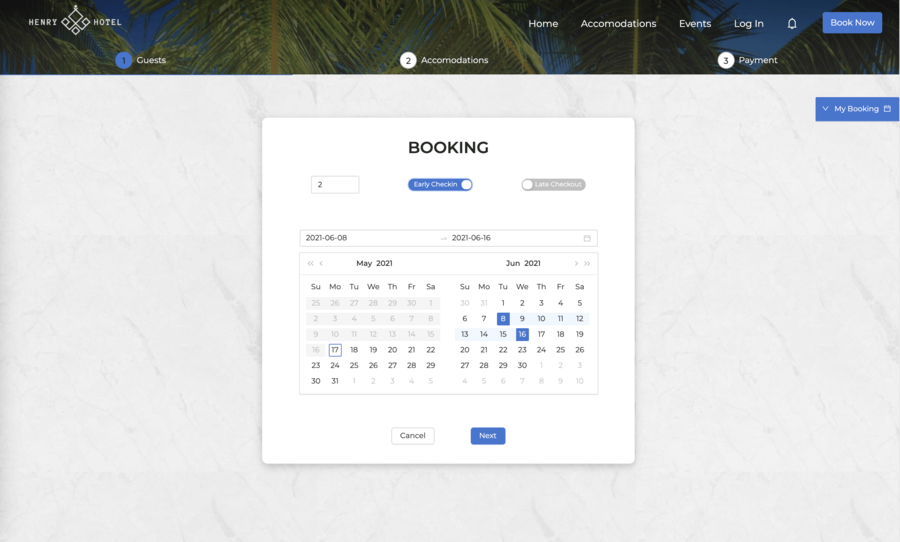 HENRY HOTEL
Home Accomodations Events Log In Book Now
1 Guests 2 Accomodations 3 Payment
My Booking
BOOKING
2 Early Checkin Late Checkout
2021-06-08 → 2021-06-16
« ‹ May 2021 Jun 2021 › »
Su Mo Tu We Th Fr Sa Su Mo Tu We Th Fr Sa
25 26 27 28 29 30 1 30 31 1 2 3 4 5
2 3 4 5 6 7 8 6 7 8 9 10 11 12
9 10 11 12 13 14 15 13 14 15 16 17 18 19
16 17 18 19 20 21 22 20 21 22 23 24 25 26
23 24 25 26 27 28 29 27 28 29 30 1 2 3
30 31 1 2 3 4 5 4 5 6 7 8 9 10
Cancel Next